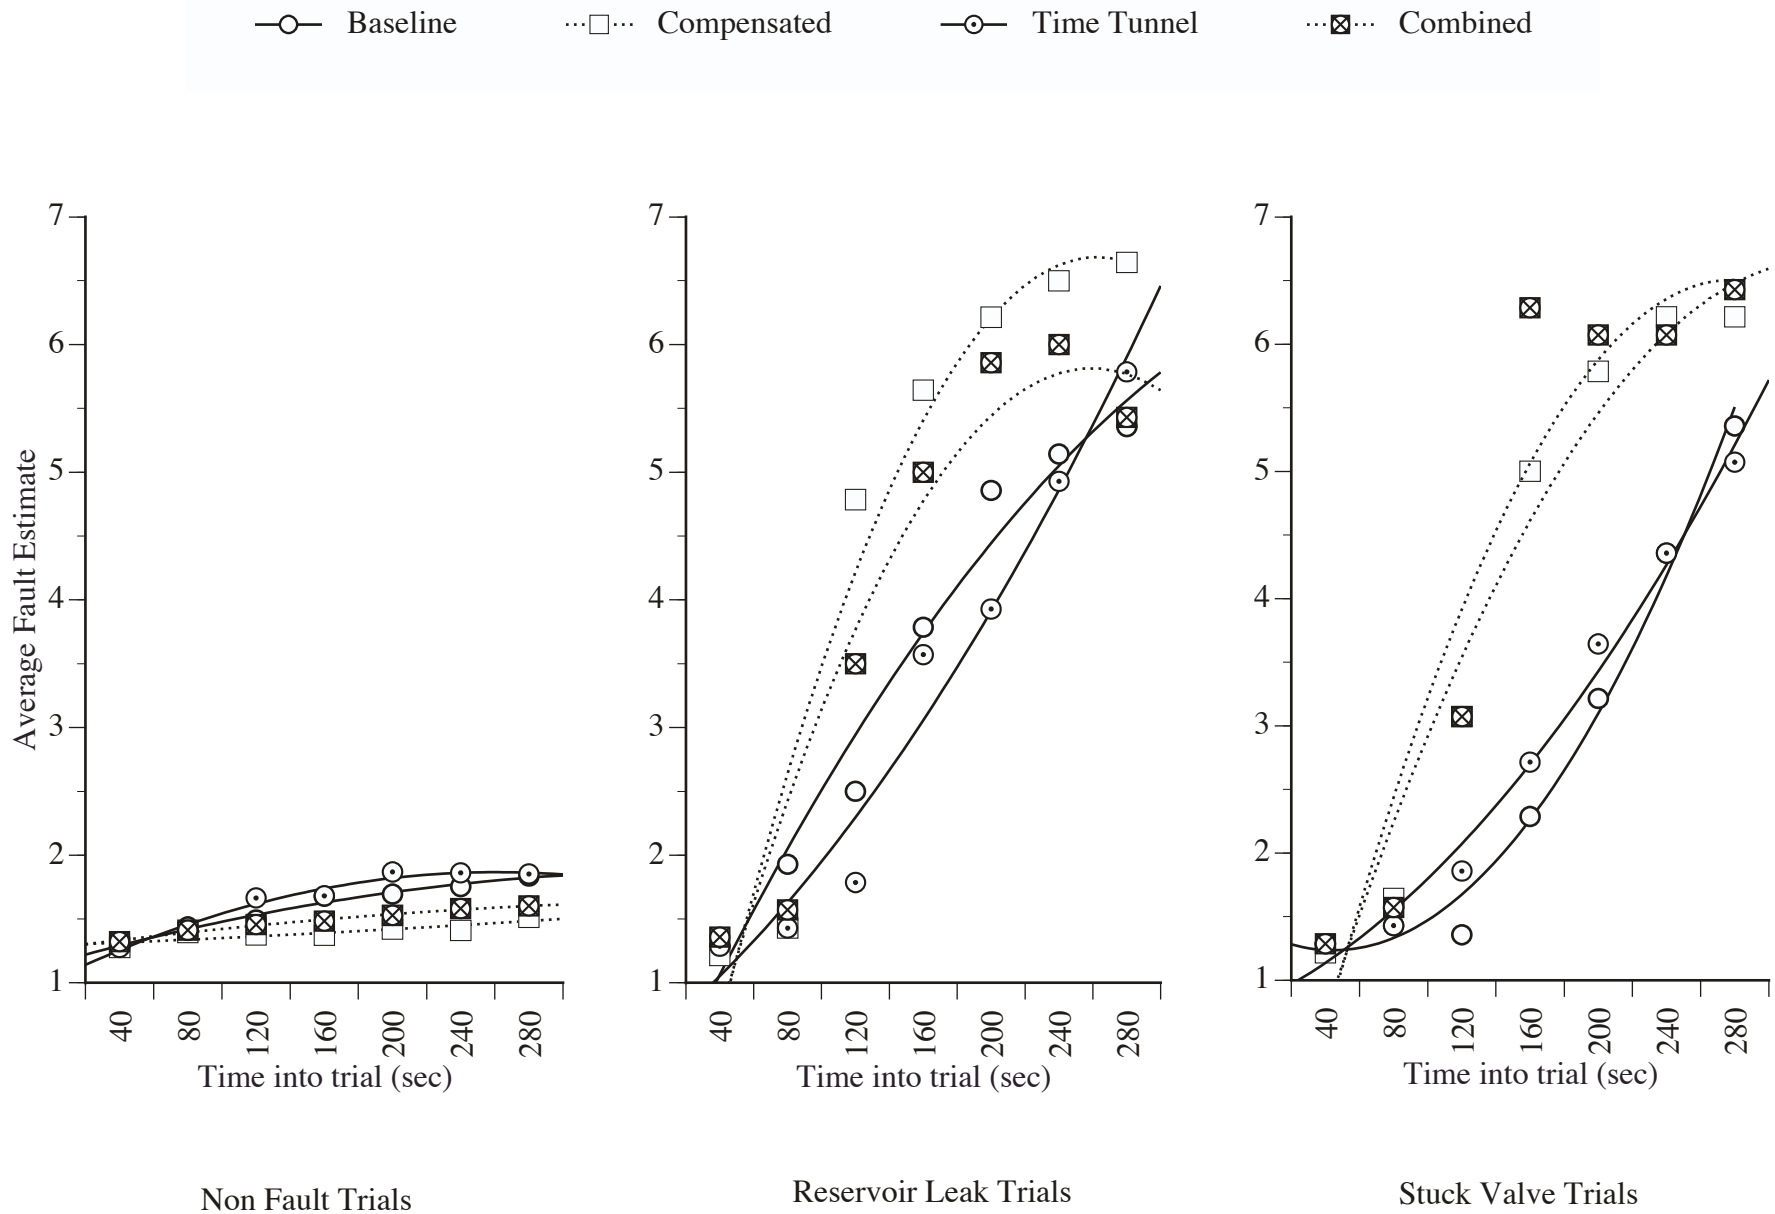 Baseline Compensated Time Tunnel Combined
Average Fault Estimate
7
6
5
4
3
2
1
40 80 120 160 200 240 280
Time into trial (sec)
Non Fault Trials
7
6
5
4
3
2
1
40 80 120 160 200 240 280
Time into trial (sec)
Reservoir Leak Trials
7
6
5
4
3
2
1
40 80 120 160 200 240 280
Time into trial (sec)
Stuck Valve Trials